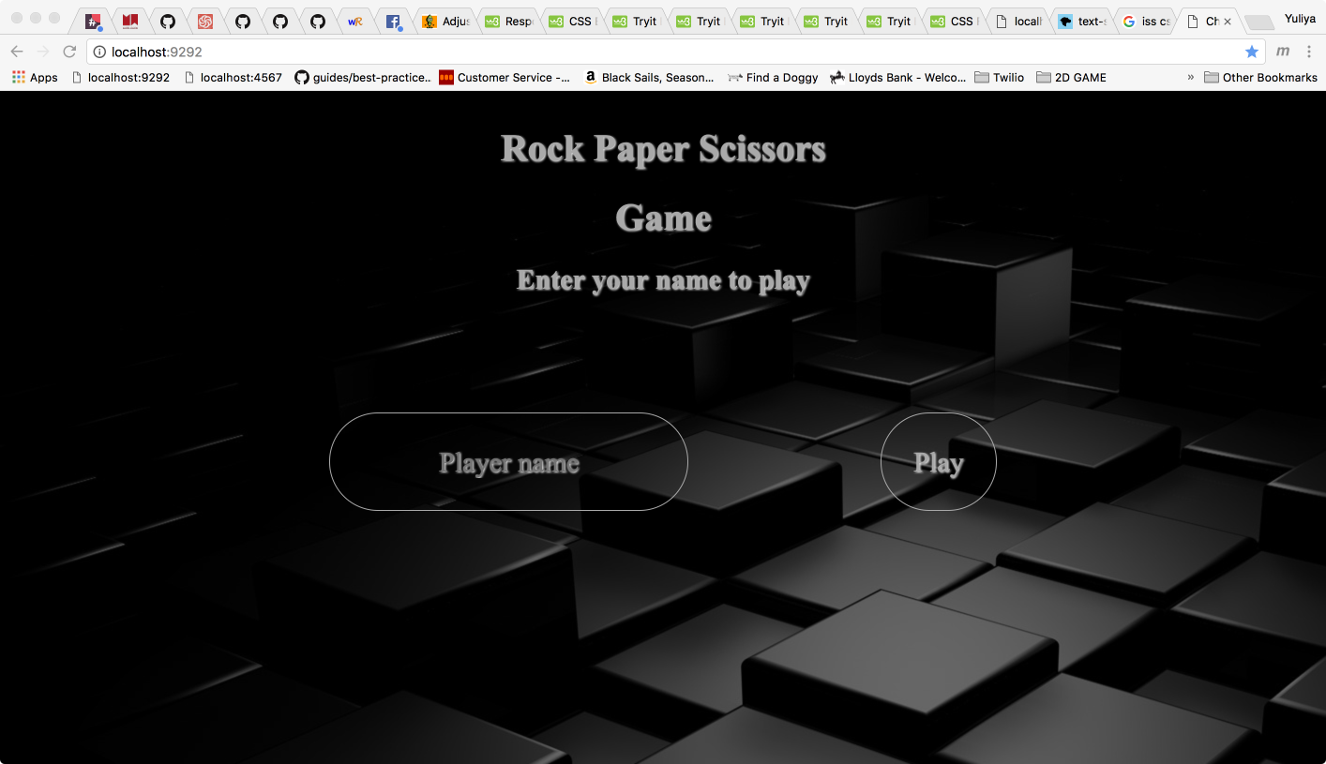 Adjus Resp CSS Tryit Tryit Tryit Tryit Tryit CSS locall text-s iss cs Ch Yuliya
localhost:9292
Apps localhost:9292 localhost:4567 guides/best-practice... Customer Service -... Black Sails, Season... Find a Doggy Lloyds Bank - Welco... Twilio 2D GAME » Other Bookmarks
Rock Paper Scissors
Game
Enter your name to play
Player name Play